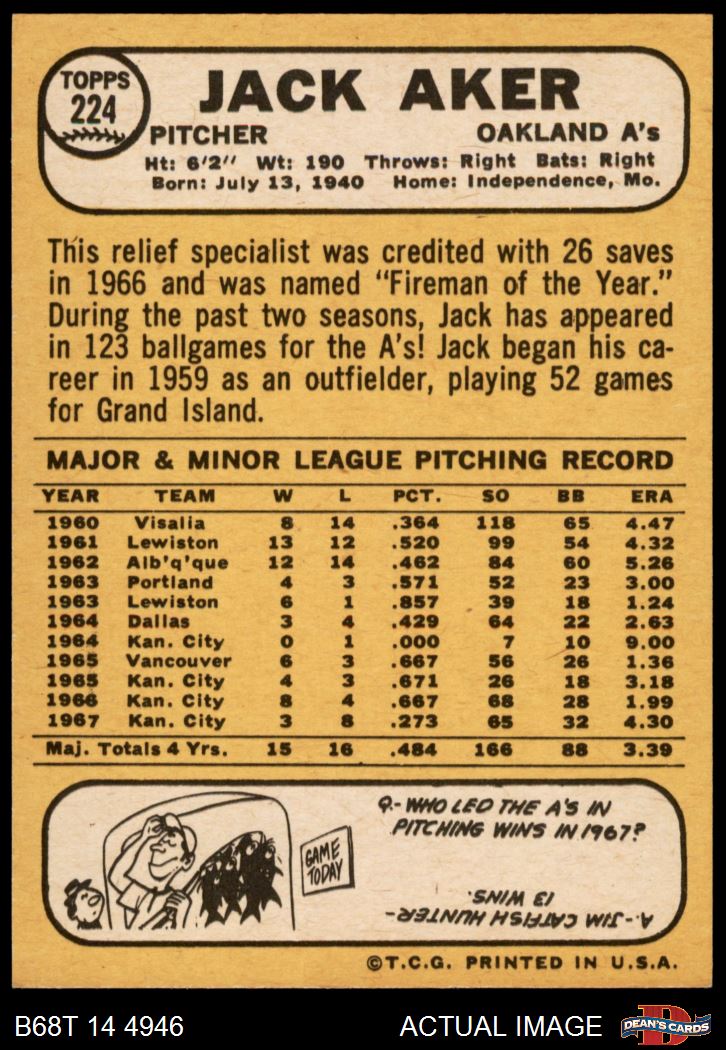 TOPPS
224
JACK AKER
PITCHER OAKLAND A's
Ht: 6'2" Wt: 190 Throws: Right Bats: Right
Born: July 13, 1940 Home: Independence, Mo.
This relief specialist was credited with 26 saves
in 1966 and was named "Fireman of the Year."
During the past two seasons, Jack has appeared
in 123 ballgames for the A's! Jack began his ca-
reer in 1959 as an outfielder, playing 52 games
for Grand Island.
MAJOR & MINOR LEAGUE PITCHING RECORD
YEAR TEAM W L PCT. SO BB ERA
1960 Visalia 8 14 .364 118 65 4.47
1961 Lewiston 13 12 .520 99 54 4.32
1962 Alb'q'que 12 14 .462 84 60 5.26
1963 Portland 4 3 .571 52 23 3.00
1963 Lewiston 6 1 .857 39 18 1.24
1964 Dallas 3 4 .429 64 22 2.63
1964 Kan. City 0 1 .000 7 10 9.00
1965 Vancouver 6 3 .667 56 26 1.36
1965 Kan. City 4 3 .671 26 18 3.18
1966 Kan. City 8 4 .667 68 28 1.99
1967 Kan. City 3 8 .273 65 32 4.30
Maj. Totals 4 Yrs. 15 16 .484 166 88 3.39
GAME
TODAY
Q-WHO LED THE A'S IN
PITCHING WINS IN 1967?
A-JIM CATFISH HUNTER-
13 WINS.
©T.C.G. PRINTED IN U.S.A.
B68T 14 4946 ACTUAL IMAGE
D
DEAN'S CARDS